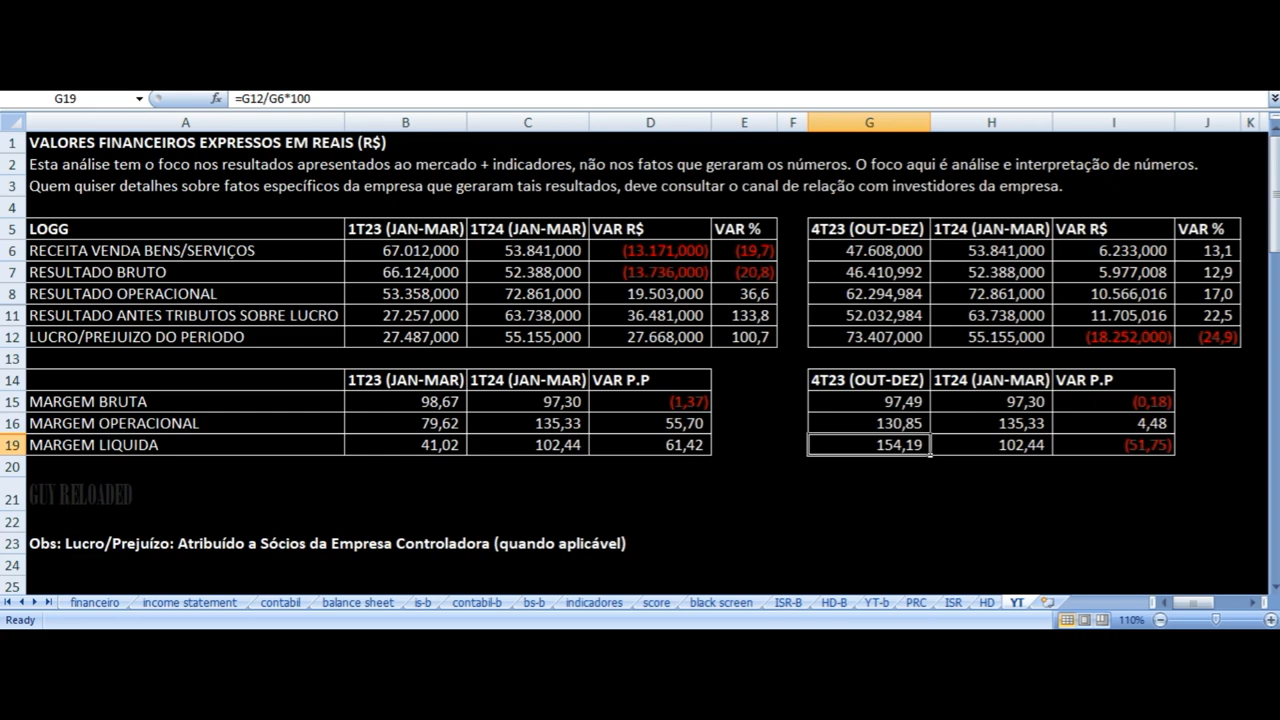 G19 fx =G12/G6*100
A B C D E F G H I J K
1 VALORES FINANCEIROS EXPRESSOS EM REAIS (R$)
2 Esta análise tem o foco nos resultados apresentados ao mercado + indicadores, não nos fatos que geraram os números. O foco aqui é análise e interpretação de números.
3 Quem quiser detalhes sobre fatos específicos da empresa que geraram tais resultados, deve consultar o canal de relação com investidores da empresa.
4
5 LOGG 1T23 (JAN-MAR) 1T24 (JAN-MAR) VAR R$ VAR % 4T23 (OUT-DEZ) 1T24 (JAN-MAR) VAR R$ VAR %
6 RECEITA VENDA BENS/SERVIÇOS 67.012,000 53.841,000 (13.171,000) (19,7) 47.608,000 53.841,000 6.233,000 13,1
7 RESULTADO BRUTO 66.124,000 52.388,000 (13.736,000) (20,8) 46.410,992 52.388,000 5.977,008 12,9
8 RESULTADO OPERACIONAL 53.358,000 72.861,000 19.503,000 36,6 62.294,984 72.861,000 10.566,016 17,0
11 RESULTADO ANTES TRIBUTOS SOBRE LUCRO 27.257,000 63.738,000 36.481,000 133,8 52.032,984 63.738,000 11.705,016 22,5
12 LUCRO/PREJUIZO DO PERIODO 27.487,000 55.155,000 27.668,000 100,7 73.407,000 55.155,000 (18.252,000) (24,9)
13
14 1T23 (JAN-MAR) 1T24 (JAN-MAR) VAR P.P 4T23 (OUT-DEZ) 1T24 (JAN-MAR) VAR P.P
15 MARGEM BRUTA 98,67 97,30 (1,37) 97,49 97,30 (0,18)
16 MARGEM OPERACIONAL 79,62 135,33 55,70 130,85 135,33 4,48
19 MARGEM LIQUIDA 41,02 102,44 61,42 154,19 102,44 (51,75)
20
21 GUY RELOADED
22
23 Obs: Lucro/Prejuízo: Atribuído a Sócios da Empresa Controladora (quando aplicável)
24
25
financeiro income statement contabil balance sheet is-b contabil-b bs-b indicadores score black screen ISR-B HD-B YT-b PRC ISR HD YT
Ready 110%